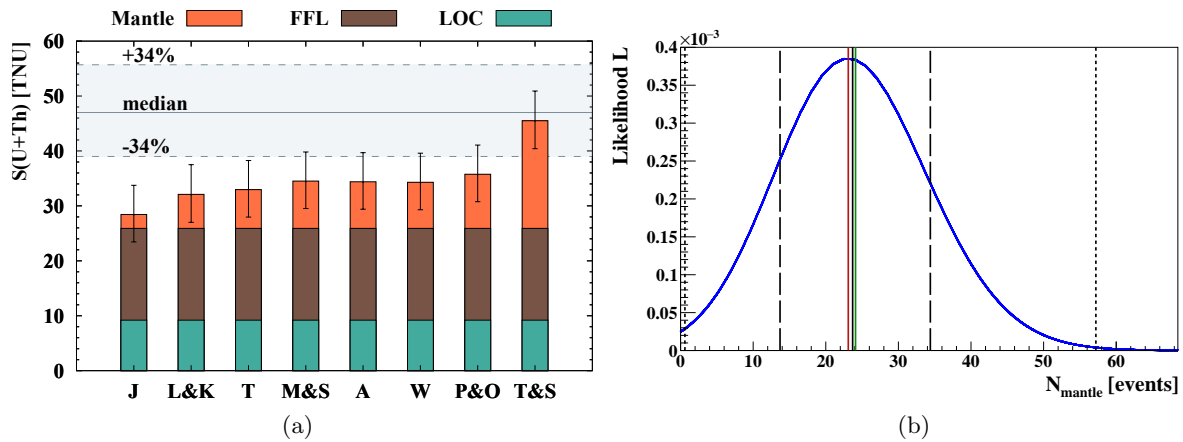 Mantle FFL LOC
S(U+Th) [TNU]
60
50
40
30
20
10
0
+34%
median
-34%
J L&K T M&S A W P&O T&S
(a)
Likelihood L
×10⁻³
0.4
0.35
0.3
0.25
0.2
0.15
0.1
0.05
0
0 10 20 30 40 50 60
N_mantle [events]
(b)